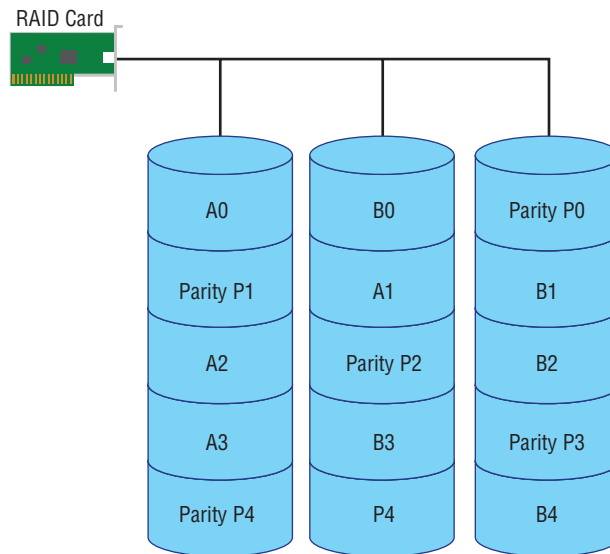 RAID Card
A0
B0
Parity P0
Parity P1
A1
B1
A2
Parity P2
B2
A3
B3
Parity P3
Parity P4
P4
B4